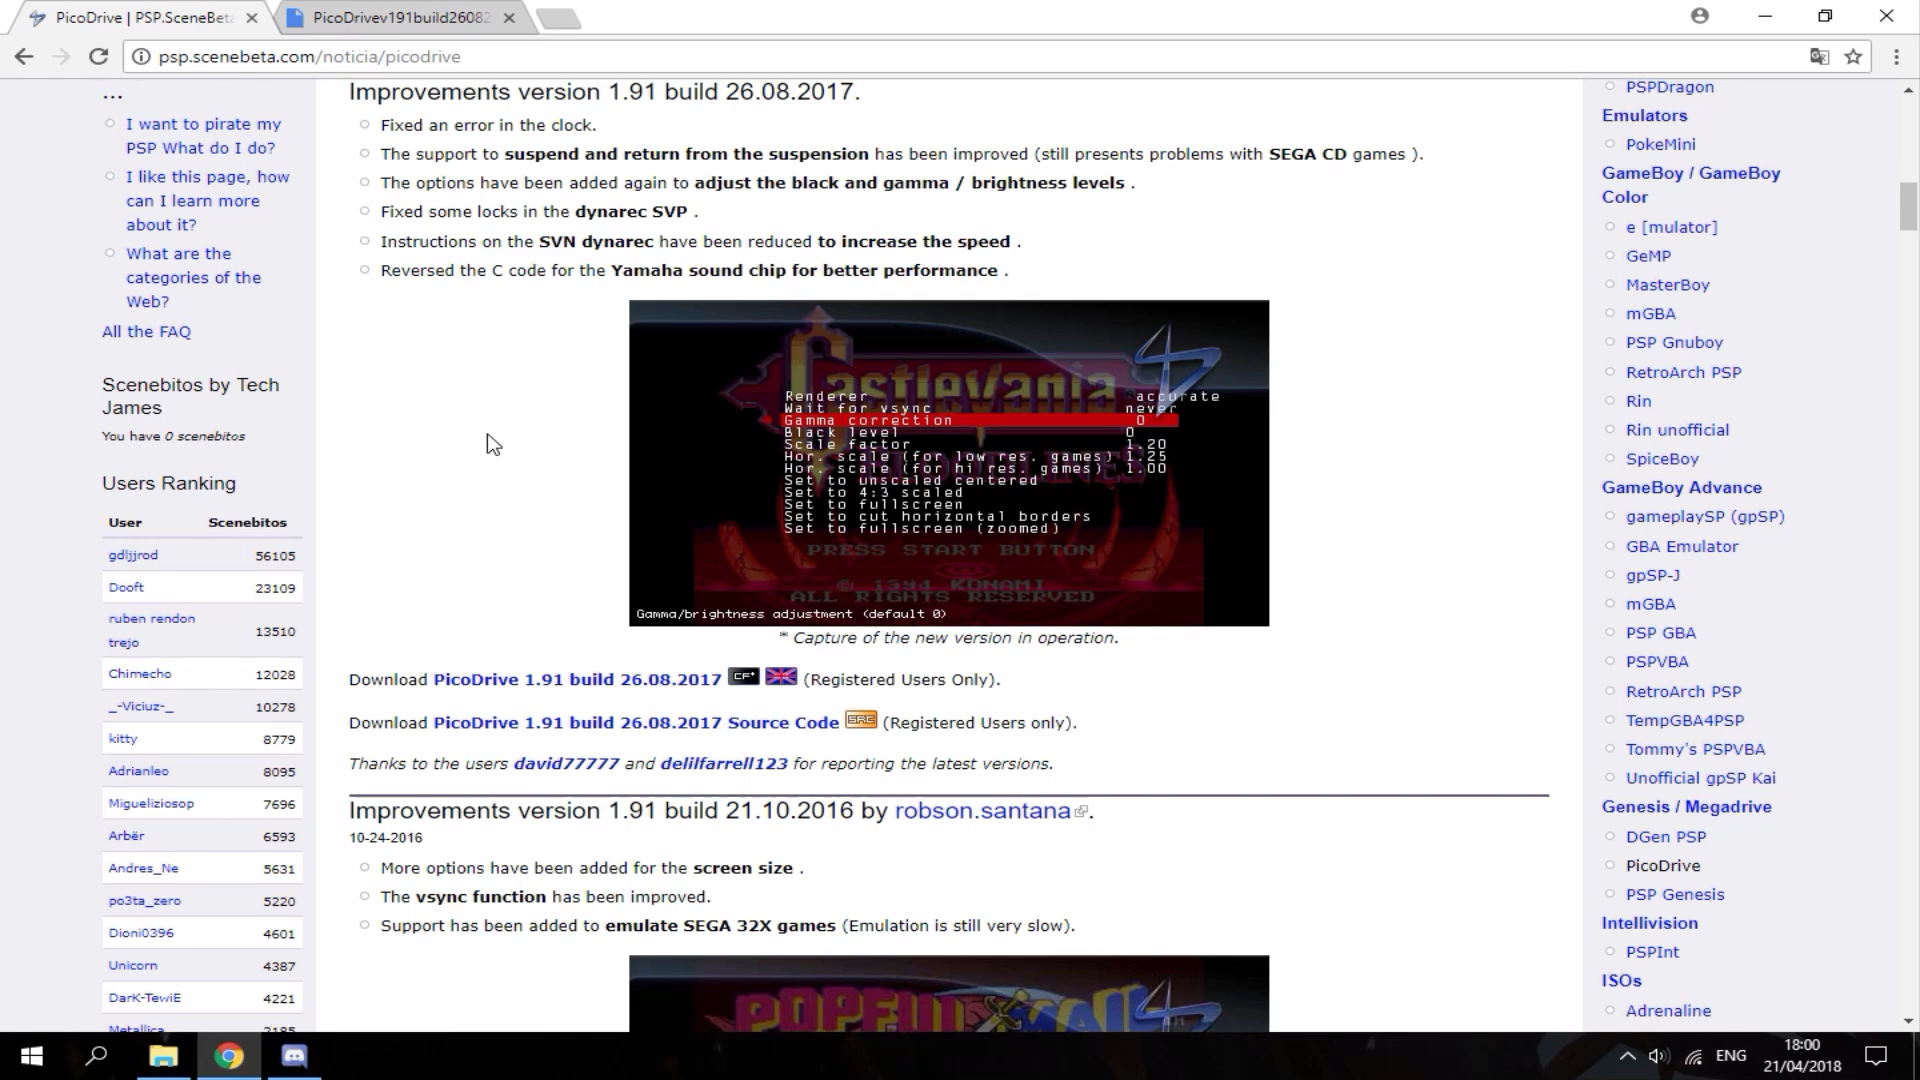 PicoDrive | PSP.SceneBeta
PicoDrivev191build26082
psp.scenebeta.com/noticia/picodrive
...
I want to pirate my
PSP What do I do?
I like this page, how
can I learn more
about it?
What are the
categories of the
Web?
All the FAQ
Scenebitos by Tech
James
You have 0 scenebitos
Users Ranking
User Scenebitos
gdljjrod 56105
Dooft 23109
ruben rendon
trejo 13510
Chimecho 12028
_-Viciuz-_ 10278
kitty 8779
Adrianleo 8095
Migueliziosop 7696
Arbër 6593
Andres_Ne 5631
po3ta_zero 5220
Dioni0396 4601
Unicorn 4387
DarK-TewiE 4221
Metallica 2185
Improvements version 1.91 build 26.08.2017.
Fixed an error in the clock.
The support to suspend and return from the suspension has been improved (still presents problems with SEGA CD games ).
The options have been added again to adjust the black and gamma / brightness levels .
Fixed some locks in the dynarec SVP .
Instructions on the SVN dynarec have been reduced to increase the speed .
Reversed the C code for the Yamaha sound chip for better performance .
Castlevania
Renderer accurate
Wait for vsync never
Gamma correction 0
Black level 0
Scale factor 1.20
Hor. scale (for low res. games) 1.25
Hor. scale (for hi res. games) 1.00
Set to unscaled centered
Set to 4:3 scaled
Set to fullscreen
Set to cut horizontal borders
Set to fullscreen (zoomed)
PRESS START BUTTON
© 1994 KONAMI
ALL RIGHTS RESERVED
Gamma/brightness adjustment (default 0)
* Capture of the new version in operation.
Download PicoDrive 1.91 build 26.08.2017 CF* (Registered Users Only).
Download PicoDrive 1.91 build 26.08.2017 Source Code SRC (Registered Users only).
Thanks to the users david77777 and delilfarrell123 for reporting the latest versions.
Improvements version 1.91 build 21.10.2016 by robson.santana.
10-24-2016
More options have been added for the screen size .
The vsync function has been improved.
Support has been added to emulate SEGA 32X games (Emulation is still very slow).
POPFUL MAIL
PSPDragon
Emulators
PokeMini
GameBoy / GameBoy
Color
e [mulator]
GeMP
MasterBoy
mGBA
PSP Gnuboy
RetroArch PSP
Rin
Rin unofficial
SpiceBoy
GameBoy Advance
gameplaySP (gpSP)
GBA Emulator
gpSP-J
mGBA
PSP GBA
PSPVBA
RetroArch PSP
TempGBA4PSP
Tommy's PSPVBA
Unofficial gpSP Kai
Genesis / Megadrive
DGen PSP
PicoDrive
PSP Genesis
Intellivision
PSPInt
ISOs
Adrenaline
ENG
18:00
21/04/2018